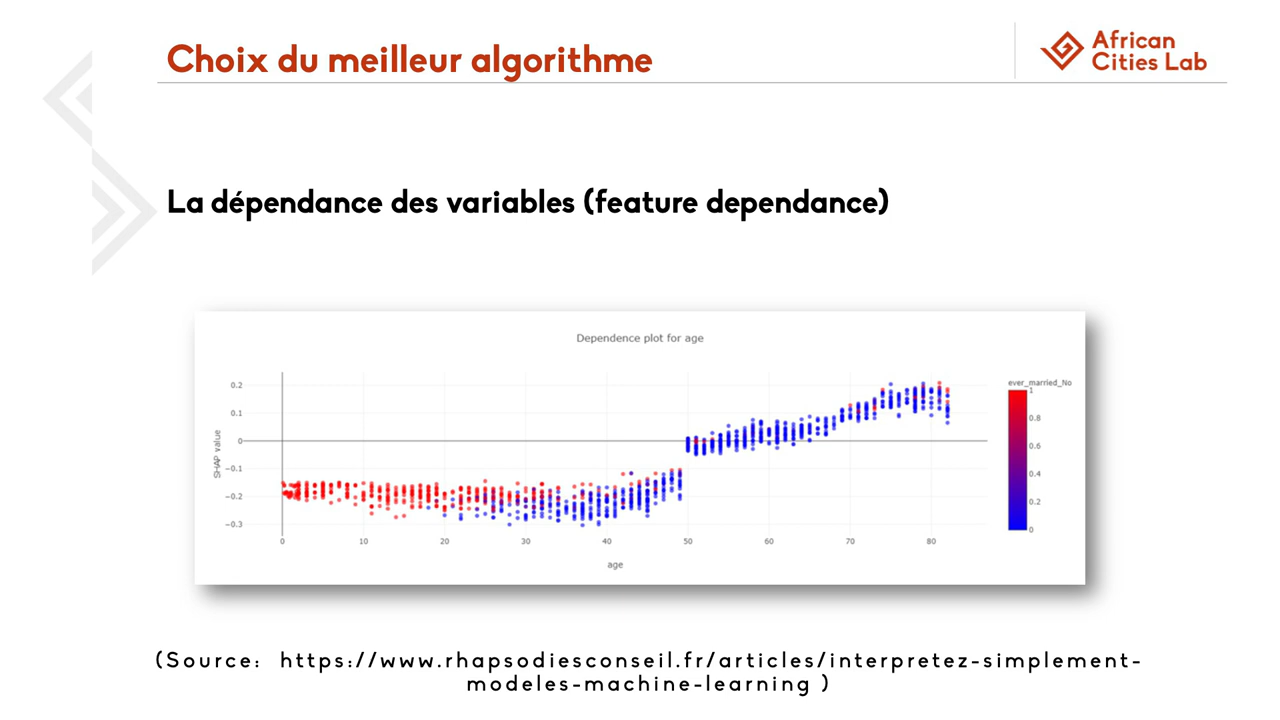 Choix du meilleur algorithme
African
Cities Lab
La dépendance des variables (feature dependance)
Dependence plot for age
ever_married_No
SHAP value
0.2
0.1
0
−0.1
−0.2
−0.3
0 10 20 30 40 50 60 70 80
age
1
0.8
0.6
0.4
0.2
0
(Source: https://www.rhapsodiesconseil.fr/articles/interpretez-simplement-
modeles-machine-learning )